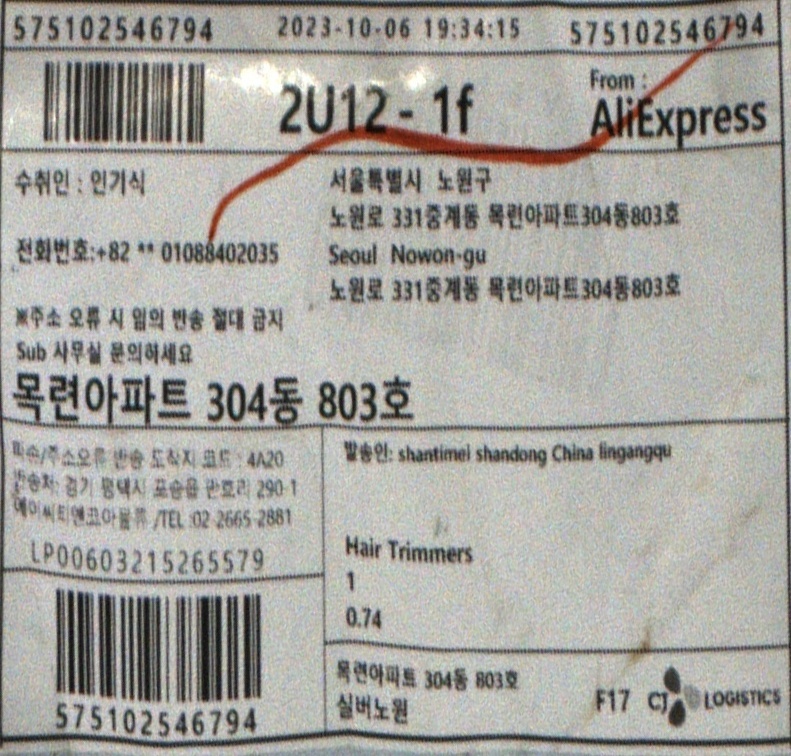 575102546794 2023-10-06 19:34:15 575102546794
2U12 - 1f
From :
AliExpress
수취인 : 인기식
전화번호:+82 ** 01088402035
서울특별시 노원구
노원로 331중계동 목련아파트304동803호
Seoul Nowon-gu
노원로 331중계동 목련아파트304동803호
※주소 오류 시 임의 반송 절대 금지
Sub 사무실 문의하세요
목련아파트 304동 803호
파손/주소오류 반송 도착지 코드 : 4A20
반송처: 경기 평택시 포승읍 만호리 290-1
에이씨티앤코아물류 /TEL :02-2665-2881
LP00603215265579
575102546794
발송인: shantimei shandong China lingangqu
Hair Trimmers
1
0.74
목련아파트 304동 803호
실버노원
F17 CJ LOGISTICS